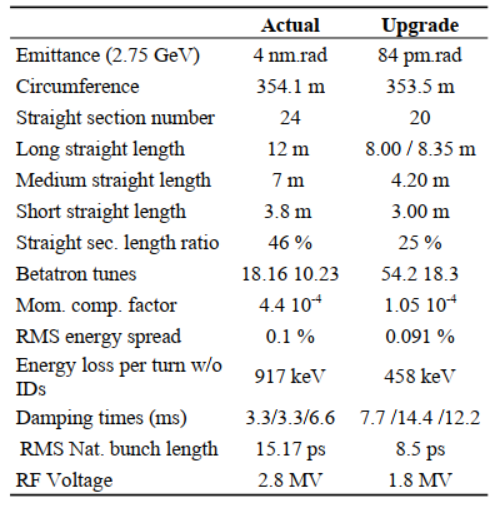 Actual Upgrade
Emittance (2.75 GeV) 4 nm.rad 84 pm.rad
Circumference 354.1 m 353.5 m
Straight section number 24 20
Long straight length 12 m 8.00 / 8.35 m
Medium straight length 7 m 4.20 m
Short straight length 3.8 m 3.00 m
Straight sec. length ratio 46 % 25 %
Betatron tunes 18.16 10.23 54.2 18.3
Mom. comp. factor 4.4 10⁻⁴ 1.05 10⁻⁴
RMS energy spread 0.1 % 0.091 %
Energy loss per turn w/o
IDs 917 keV 458 keV
Damping times (ms) 3.3/3.3/6.6 7.7 /14.4 /12.2
RMS Nat. bunch length 15.17 ps 8.5 ps
RF Voltage 2.8 MV 1.8 MV